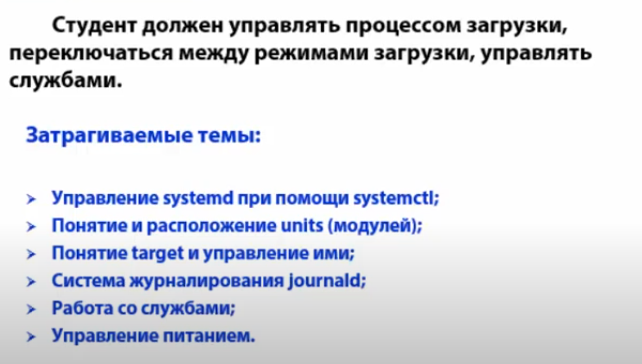 Студент должен управлять процессом загрузки,
переключаться между режимами загрузки, управлять
службами.
Затрагиваемые темы:
➢ Управление systemd при помощи systemctl;
➢ Понятие и расположение units (модулей);
➢ Понятие target и управление ими;
➢ Система журналирования journald;
➢ Работа со службами;
➢ Управление питанием.